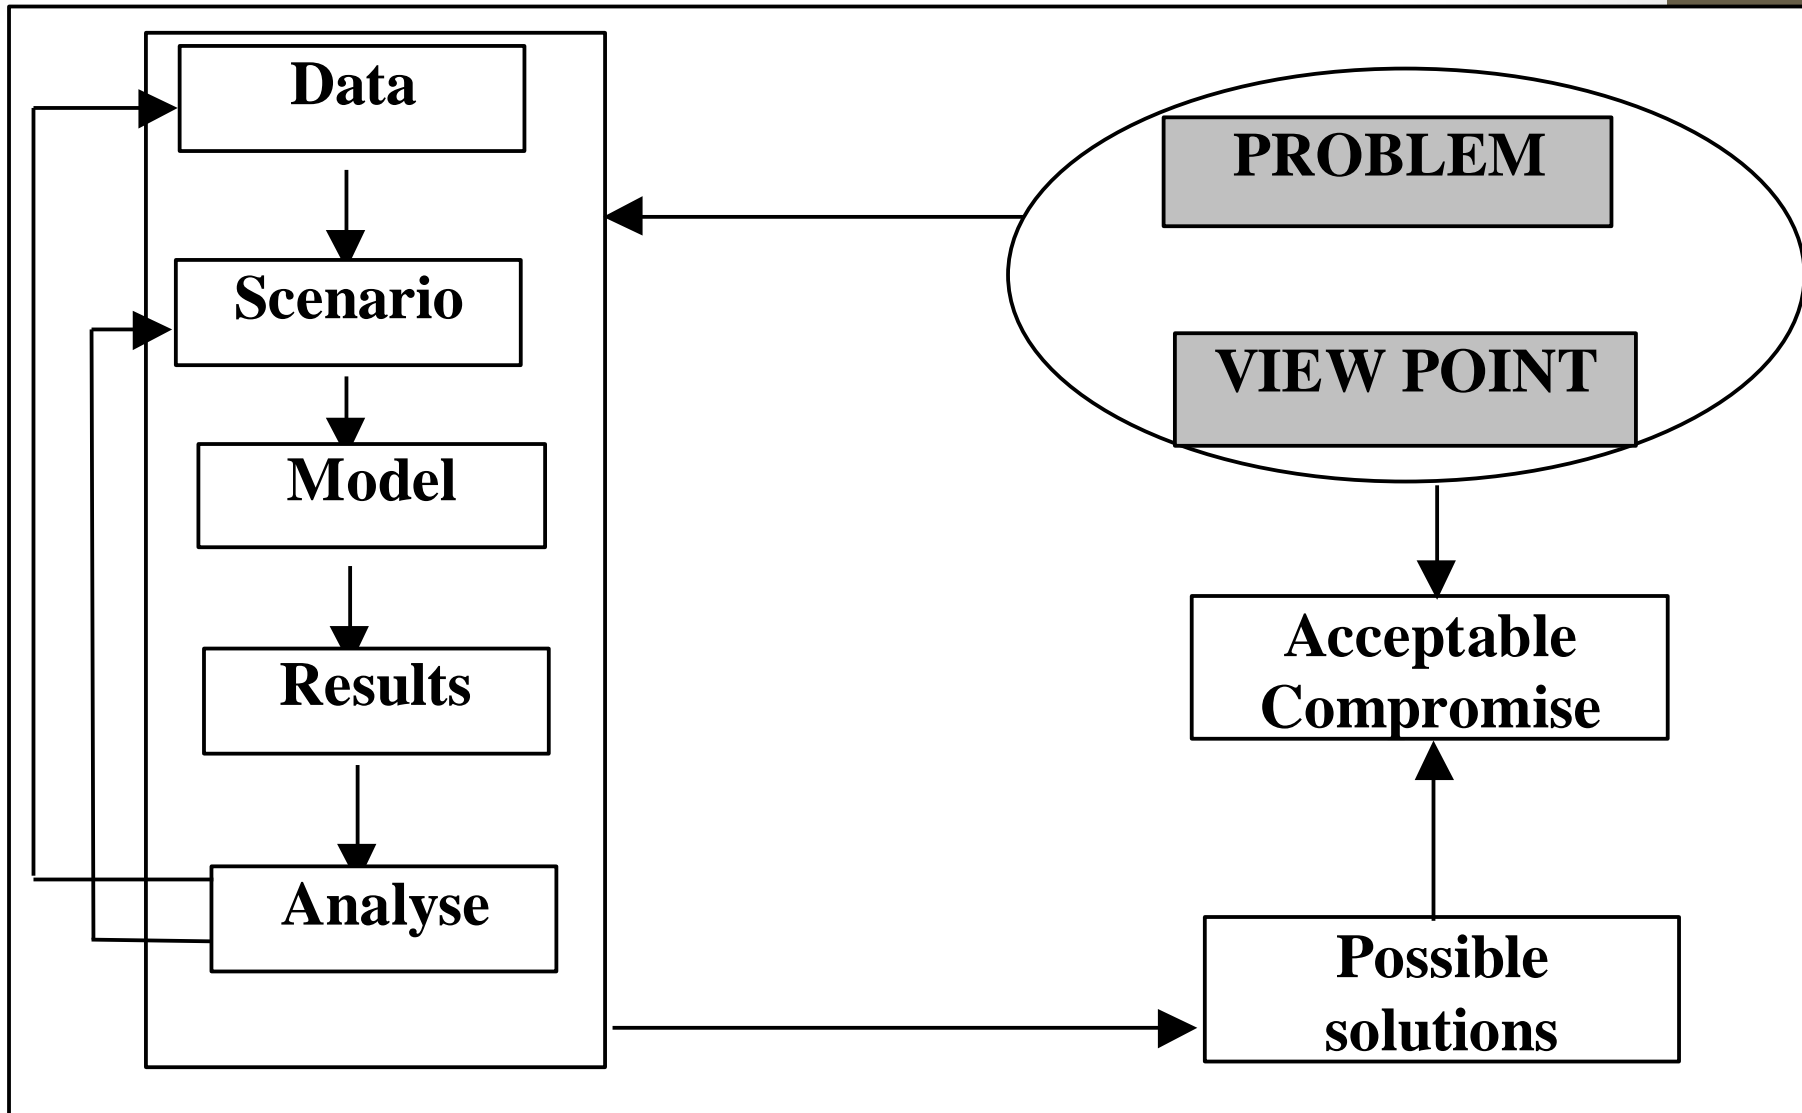 Data
Scenario
Model
Results
Analyse
PROBLEM
VIEW POINT
Acceptable
Compromise
Possible
solutions